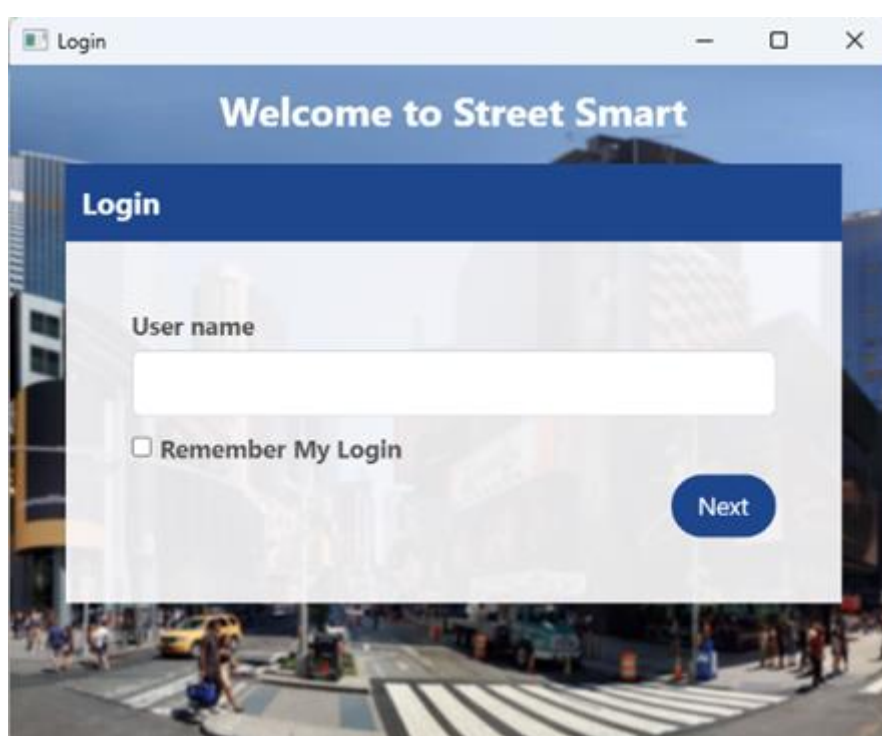 Login
Welcome to Street Smart
Login
User name
Remember My Login
Next